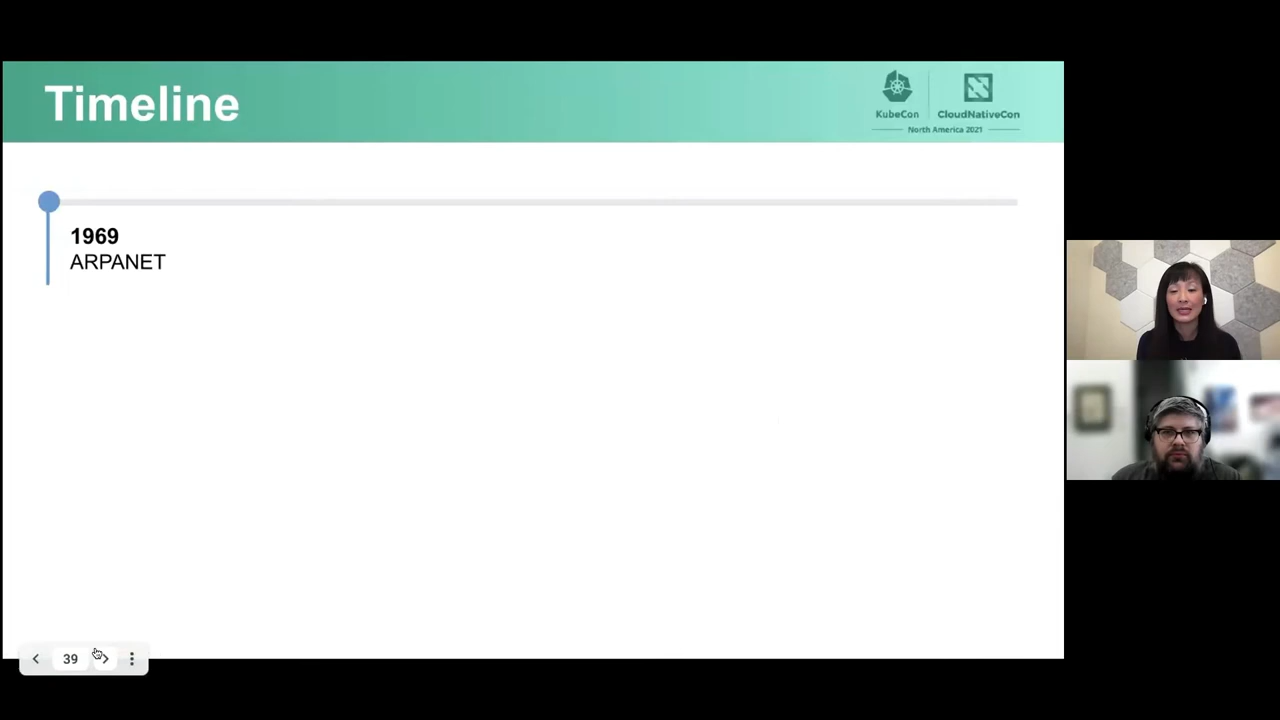 Timeline
KubeCon
CloudNativeCon
North America 2021
1969
ARPANET
39